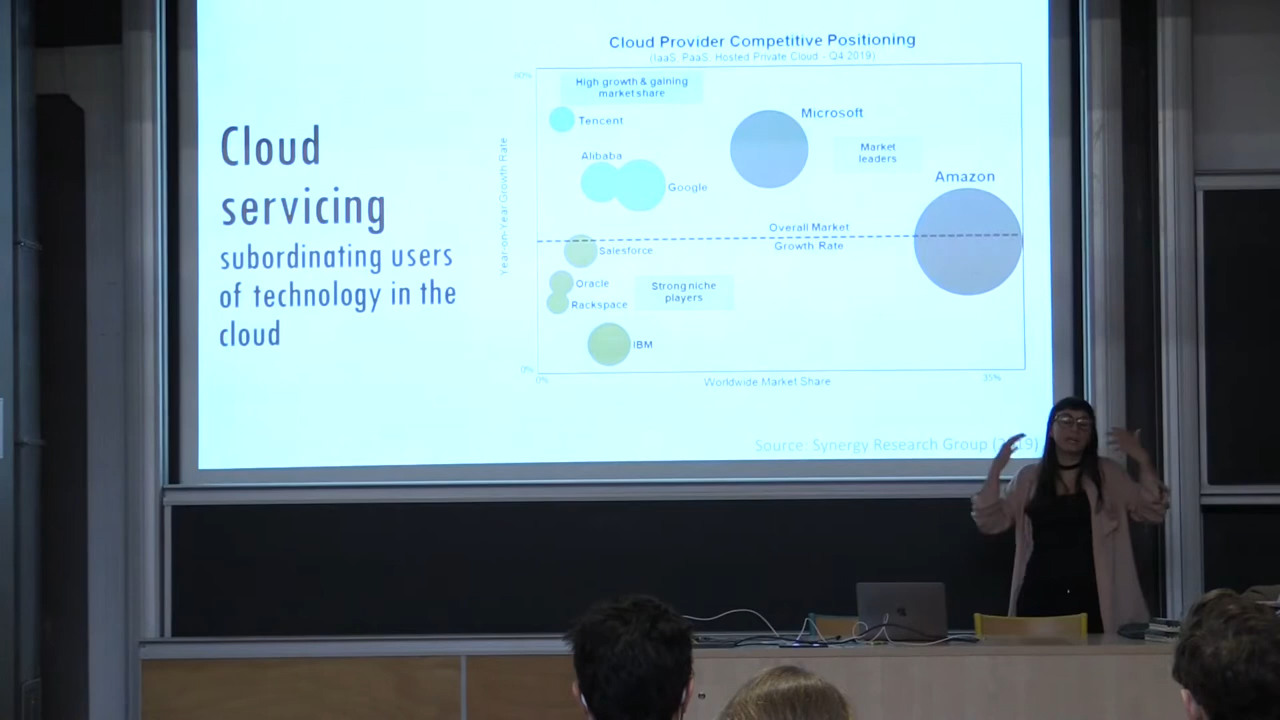 Cloud
servicing
subordinating users
of technology in the
cloud
Cloud Provider Competitive Positioning
(IaaS, PaaS, Hosted Private Cloud - Q4 2019)
High growth & gaining
market share
Tencent
Microsoft
Market
leaders
Alibaba
Google
Amazon
Overall Market
Growth Rate
Salesforce
Oracle
Rackspace
Strong niche
players
IBM
Year-on-Year Growth Rate
0%
0%
Worldwide Market Share
35%
Source: Synergy Research Group